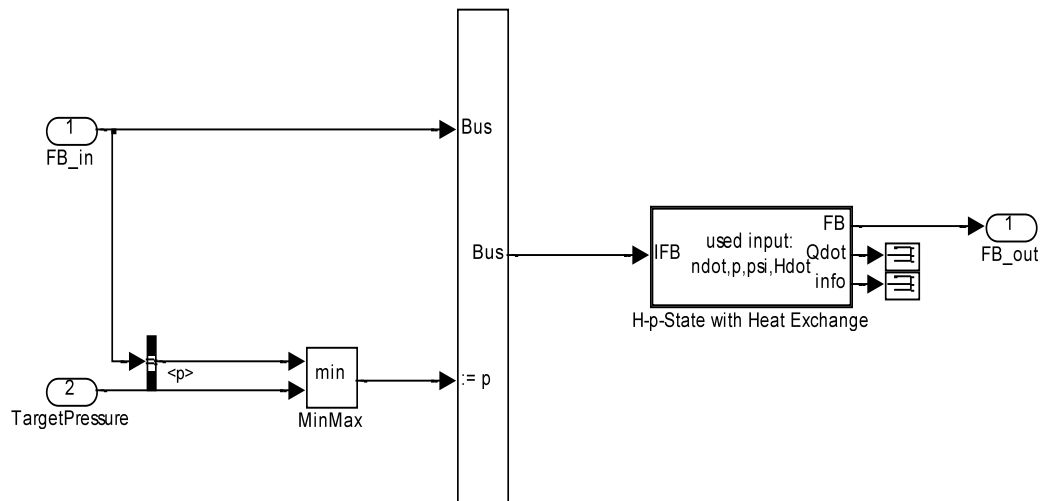 1
FB_in
Bus
Bus
IFB
used input:
ndot,p,psi,Hdot
FB
Qdot
info
H-p-State with Heat Exchange
1
FB_out
<p>
2
TargetPressure
min
MinMax
:= p